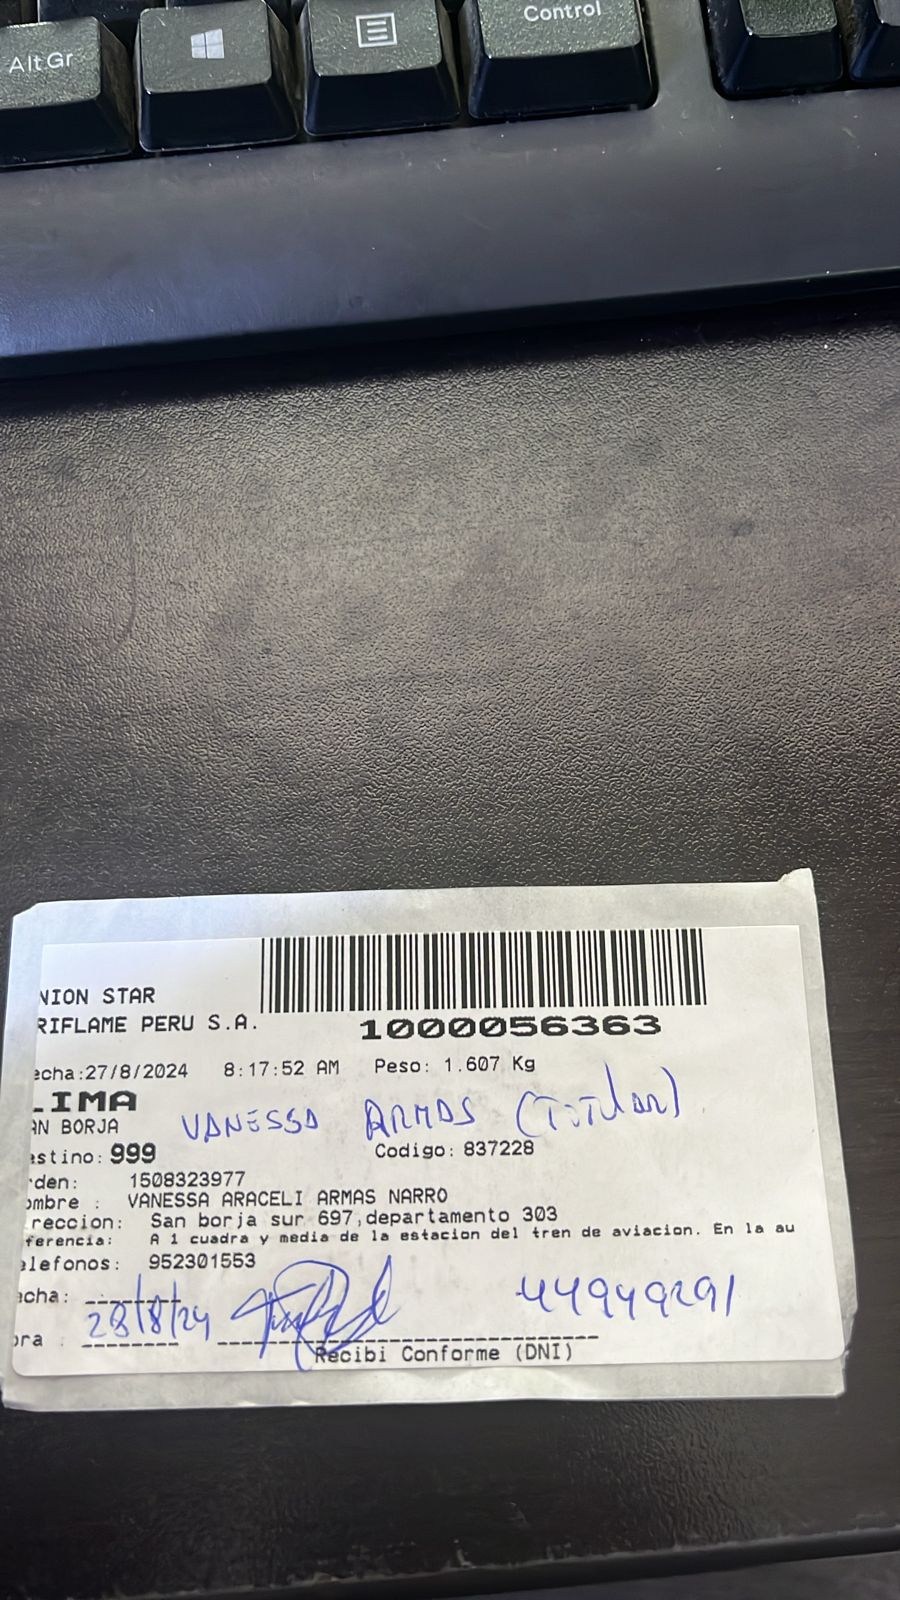 AltGr
Control
NION STAR
RIFLAME PERU S.A.
1000056363
echa:27/8/2024 8:17:52 AM Peso: 1.607 Kg
LIMA
AN BORJA
VANESSA ARMAS (TiTular)
estino: 999 Codigo: 837228
rden: 1508323977
ombre : VANESSA ARACELI ARMAS NARRO
reccion: San borja sur 697,departamento 303
ferencia: A 1 cuadra y media de la estacion del tren de aviacion. En la au
elefonos: 952301553
echa: 28/8/24 44949291
ora :
Recibi Conforme (DNI)